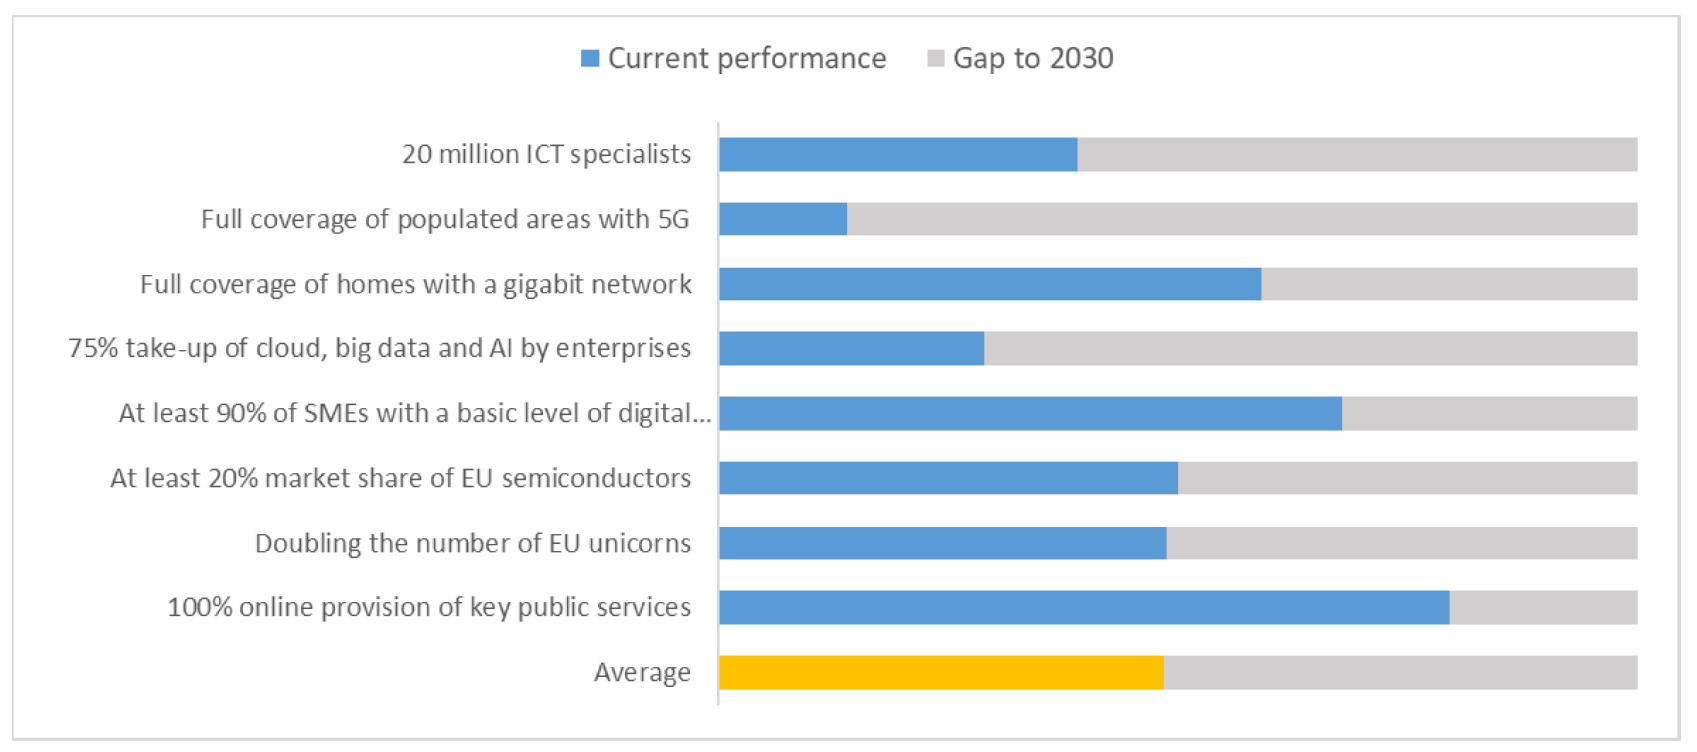 Current performance Gap to 2030
20 million ICT specialists
Full coverage of populated areas with 5G
Full coverage of homes with a gigabit network
75% take-up of cloud, big data and AI by enterprises
At least 90% of SMEs with a basic level of digital...
At least 20% market share of EU semiconductors
Doubling the number of EU unicorns
100% online provision of key public services
Average